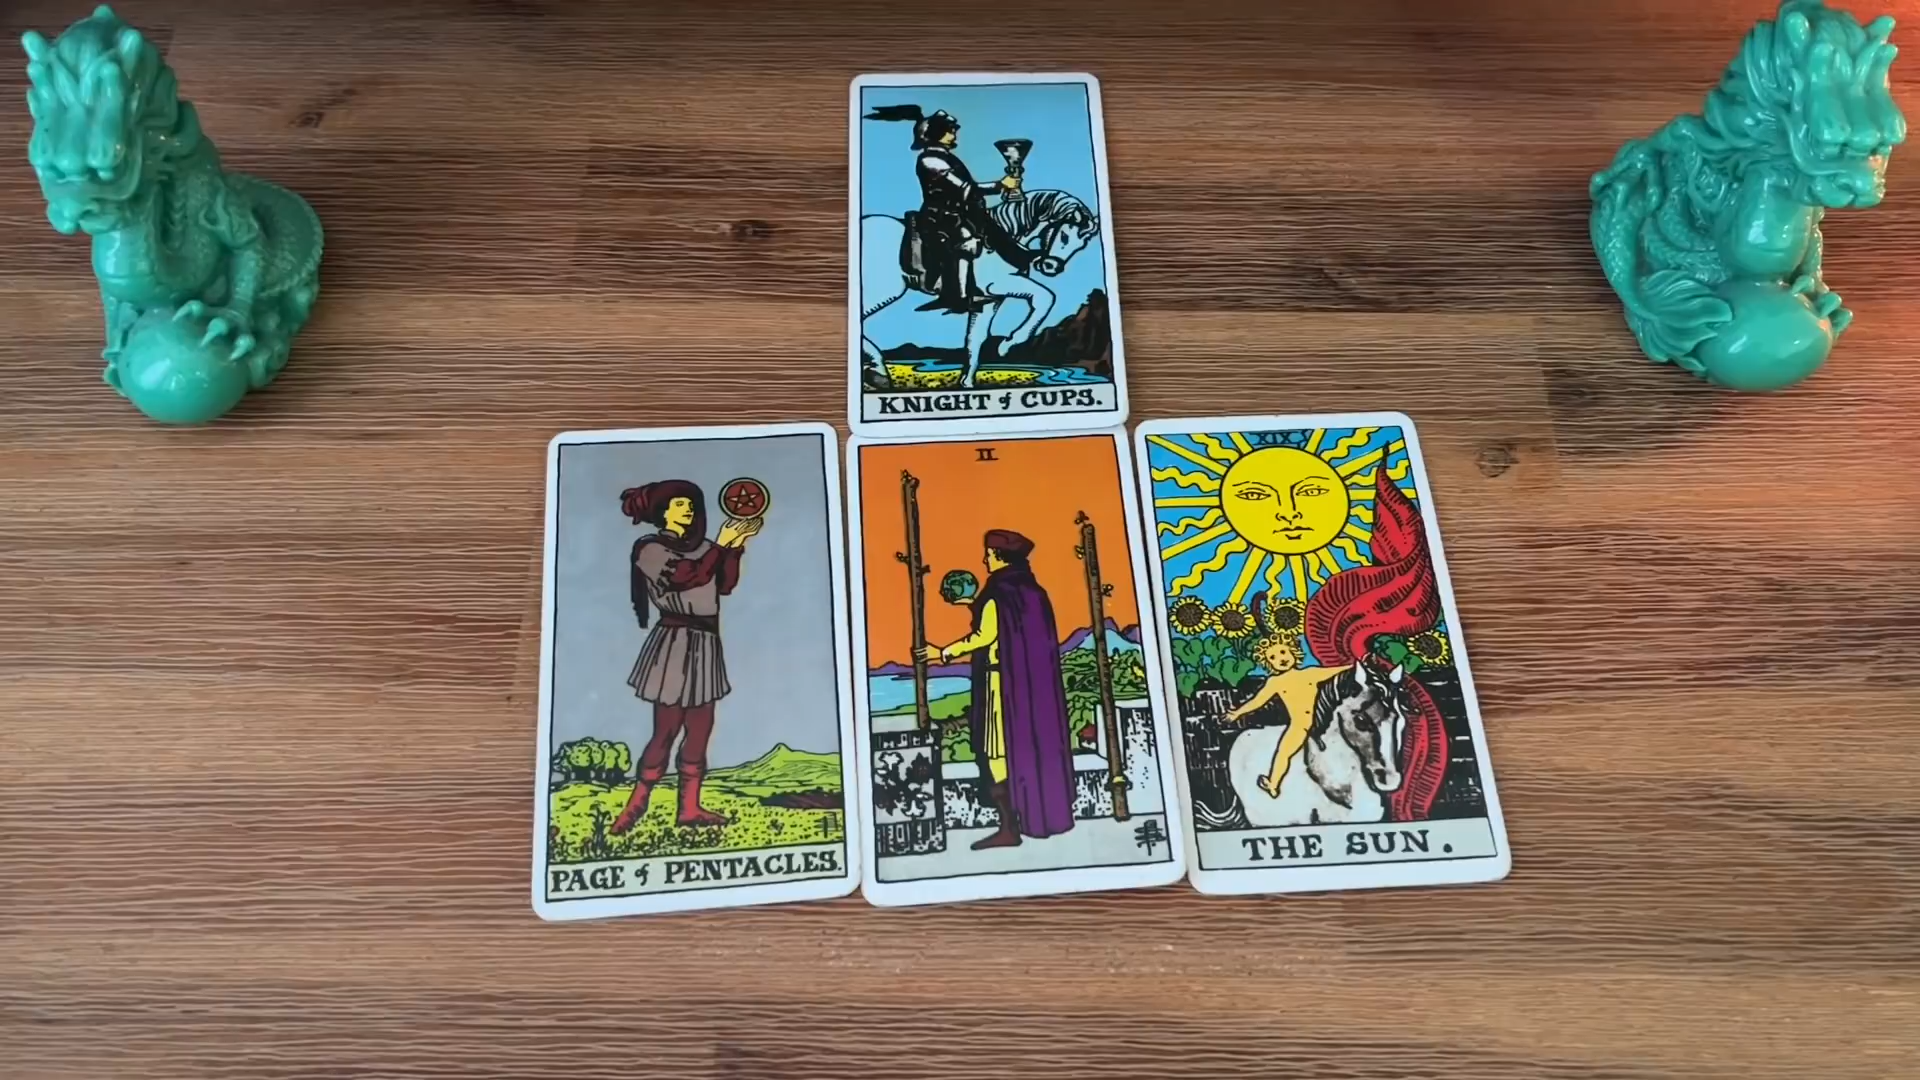 KNIGHT of CUPS.
II
XIX
PAGE of PENTACLES.
THE SUN.